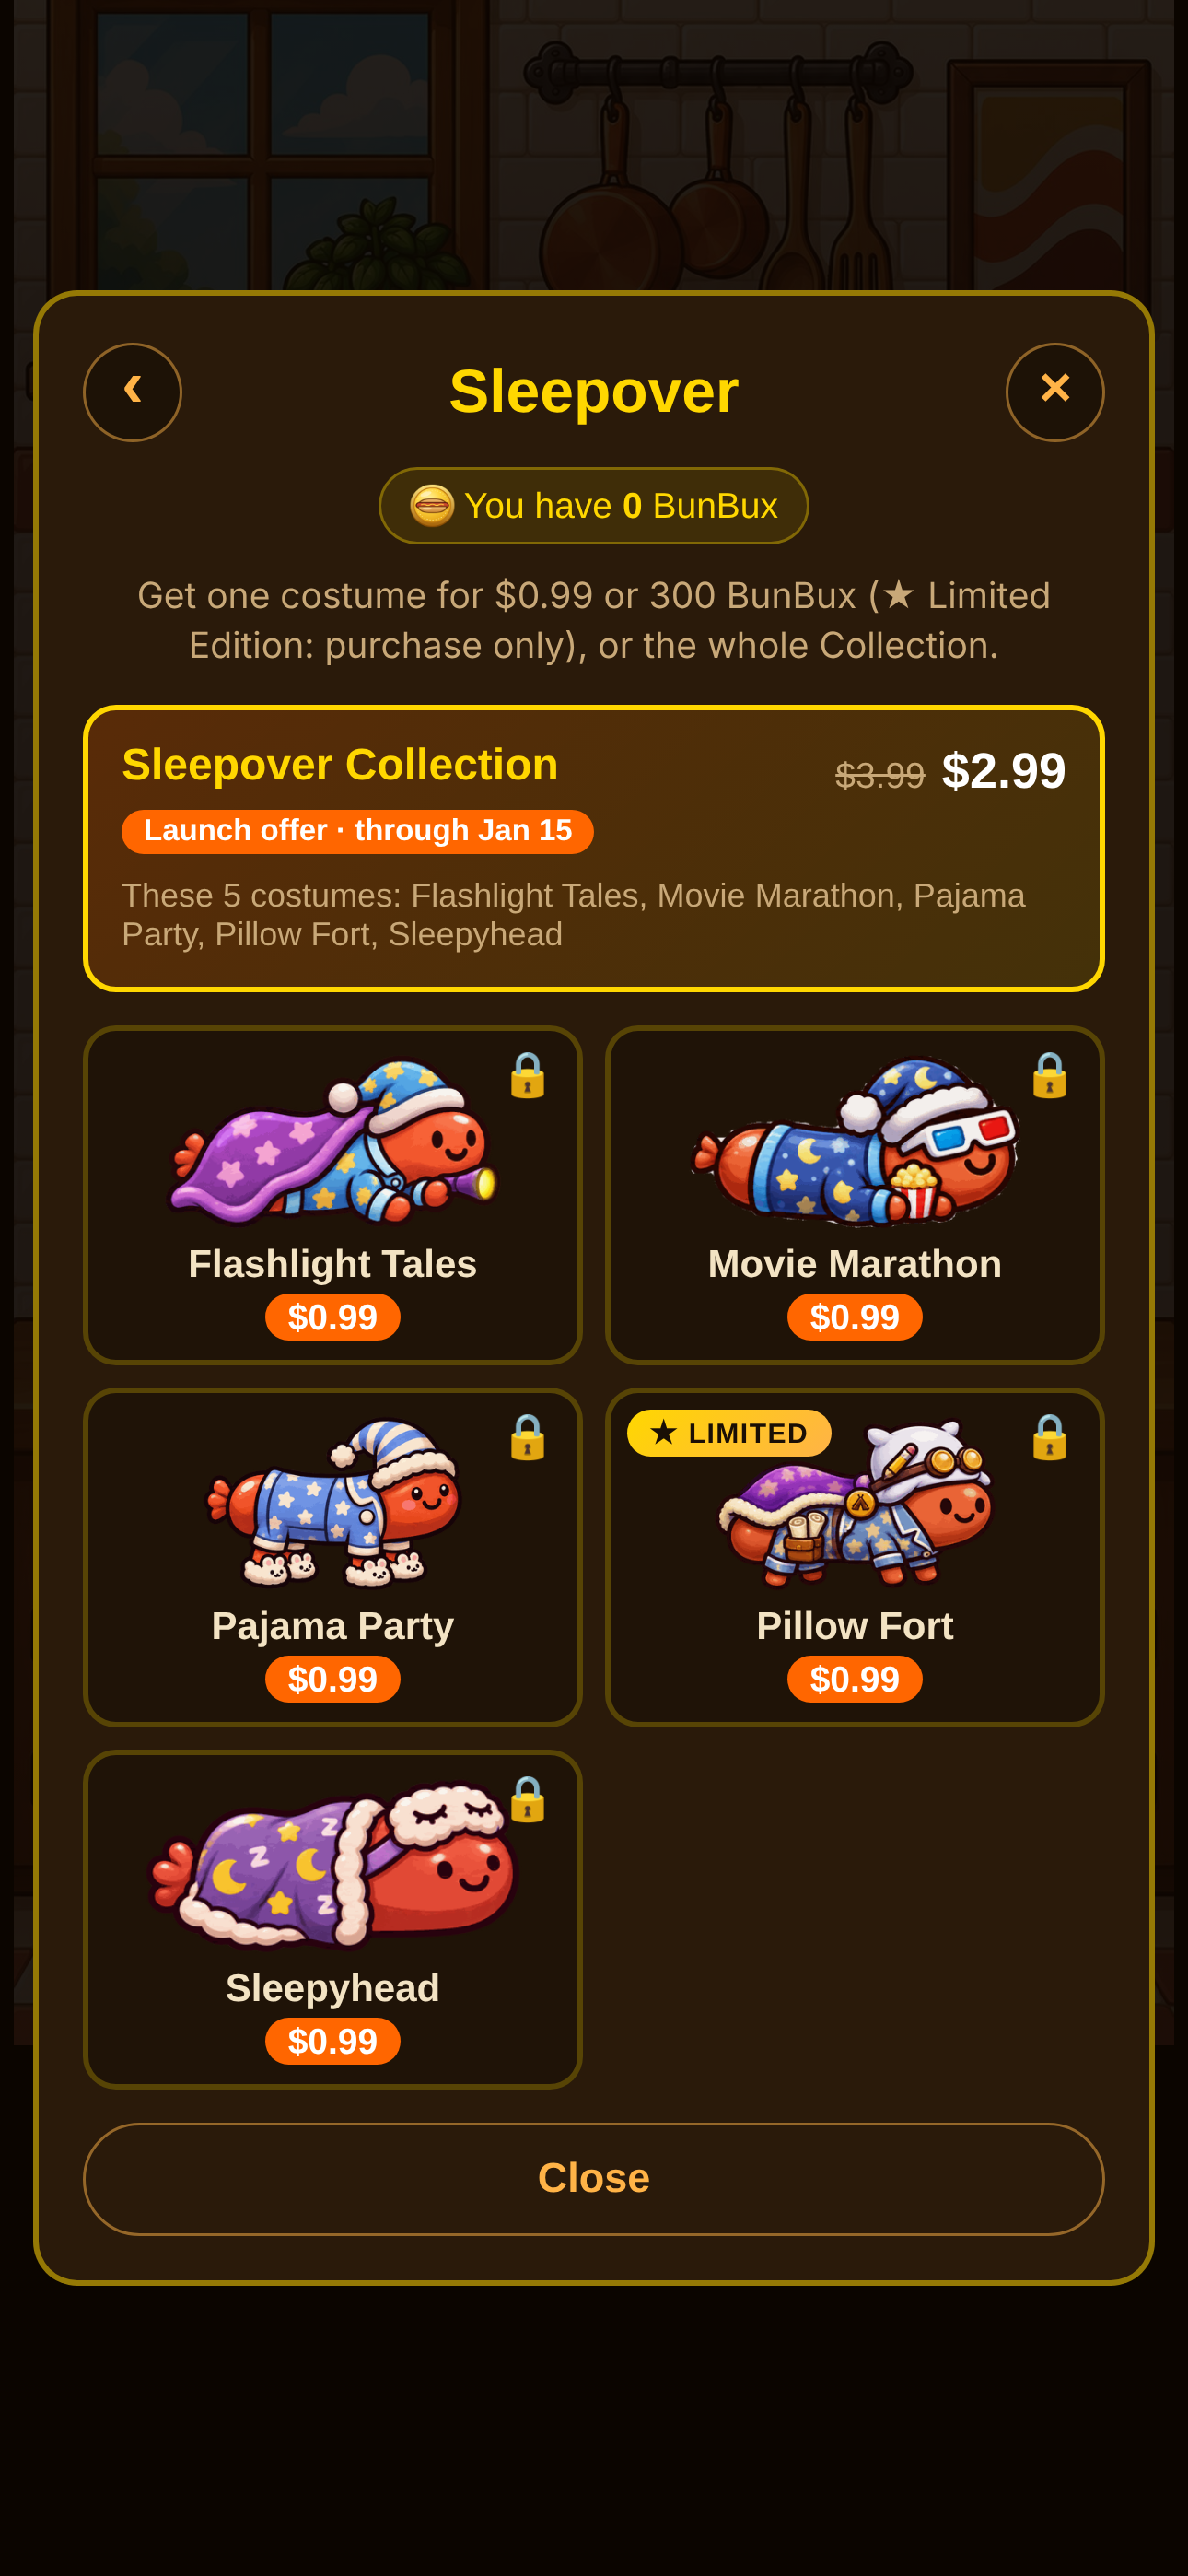 Sleepover
You have 0 BunBux
Get one costume for $0.99 or 300 BunBux (★ Limited
Edition: purchase only), or the whole Collection.
Sleepover Collection
$3.99 $2.99
Launch offer · through Jan 15
These 5 costumes: Flashlight Tales, Movie Marathon, Pajama
Party, Pillow Fort, Sleepyhead
Flashlight Tales
$0.99
Movie Marathon
$0.99
Pajama Party
$0.99
★ LIMITED
Pillow Fort
$0.99
z
z
z
Sleepyhead
$0.99
Close